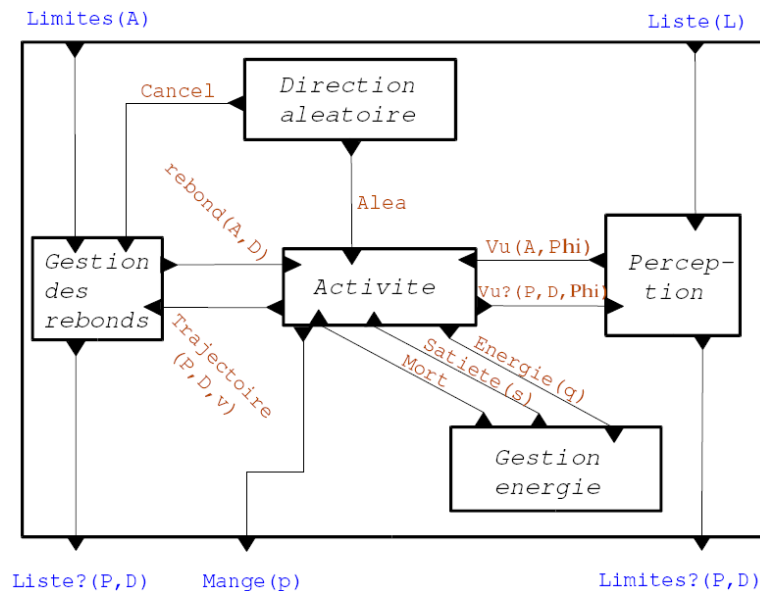 Limites(A)
Liste(L)
Cancel
Direction
aleatoire
rebond(A,D)
Alea
Gestion
des
rebonds
Activite
Vu(A,Phi)
Vu?(P,D,Phi)
Percep-
tion
Trajectoire
(P,D,v)
Mort
Satiete(s)
Energie(q)
Gestion
energie
Liste?(P,D)
Mange(p)
Limites?(P,D)